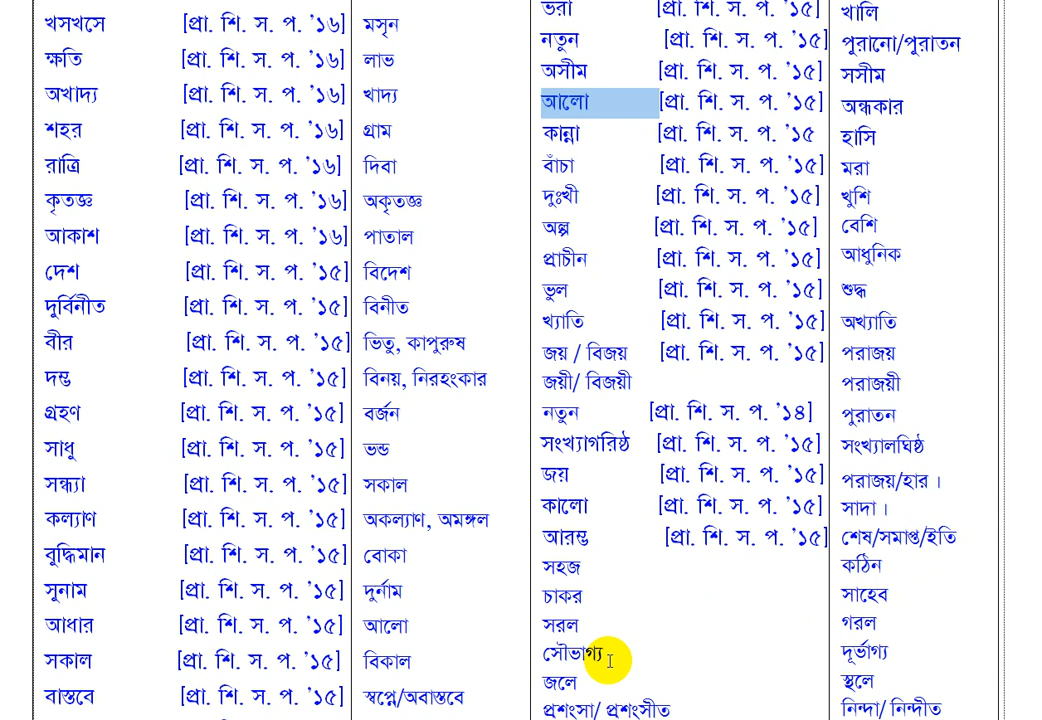 খসখসে [প্রা. শি. স. প. '১৬] মসৃন
ক্ষতি [প্রা. শি. স. প. '১৬] লাভ
অখাদ্য [প্রা. শি. স. প. '১৬] খাদ্য
শহর [প্রা. শি. স. প. '১৬] গ্রাম
রাত্রি [প্রা. শি. স. প. '১৬] দিবা
কৃতজ্ঞ [প্রা. শি. স. প. '১৬] অকৃতজ্ঞ
আকাশ [প্রা. শি. স. প. '১৬] পাতাল
দেশ [প্রা. শি. স. প. '১৫] বিদেশ
দুর্বিনীত [প্রা. শি. স. প. '১৫] বিনীত
বীর [প্রা. শি. স. প. '১৫] ভিতু, কাপুরুষ
দম্ভ [প্রা. শি. স. প. '১৫] বিনয়, নিরহংকার
গ্রহণ [প্রা. শি. স. প. '১৫] বর্জন
সাধু [প্রা. শি. স. প. '১৫] ভন্ড
সন্ধ্যা [প্রা. শি. স. প. '১৫] সকাল
কল্যাণ [প্রা. শি. স. প. '১৫] অকল্যাণ, অমঙ্গল
বুদ্ধিমান [প্রা. শি. স. প. '১৫] বোকা
সুনাম [প্রা. শি. স. প. '১৫] দুর্নাম
আধার [প্রা. শি. স. প. '১৫] আলো
সকাল [প্রা. শি. স. প. '১৫] বিকাল
বাস্তবে [প্রা. শি. স. প. '১৫] স্বপ্নে/অবাস্তবে
ভরা [প্রা. শি. স. প. '১৫] খালি
নতুন [প্রা. শি. স. প. '১৫] পুরানো/পুরাতন
অসীম [প্রা. শি. স. প. '১৫] সসীম
আলো [প্রা. শি. স. প. '১৫] অন্ধকার
কান্না [প্রা. শি. স. প. '১৫ হাসি
বাঁচা [প্রা. শি. স. প. '১৫] মরা
দুঃখী [প্রা. শি. স. প. '১৫] খুশি
অল্প [প্রা. শি. স. প. '১৫] বেশি
প্রাচীন [প্রা. শি. স. প. '১৫] আধুনিক
ভুল [প্রা. শি. স. প. '১৫] শুদ্ধ
খ্যাতি [প্রা. শি. স. প. '১৫] অখ্যাতি
জয় / বিজয় [প্রা. শি. স. প. '১৫] পরাজয়
জয়ী/ বিজয়ী পরাজয়ী
নতুন [প্রা. শি. স. প. '১৪] পুরাতন
সংখ্যাগরিষ্ঠ [প্রা. শি. স. প. '১৫] সংখ্যালঘিষ্ঠ
জয় [প্রা. শি. স. প. '১৫] পরাজয়/হার ।
কালো [প্রা. শি. স. প. '১৫] সাদা ।
আরম্ভ [প্রা. শি. স. প. '১৫] শেষ/সমাপ্ত/ইতি
সহজ কঠিন
চাকর সাহেব
সরল গরল
সৌভাগ্য দূর্ভাগ্য
জলে স্থলে
প্রশংসা/ প্রশংসীত নিন্দা/ নিন্দীত